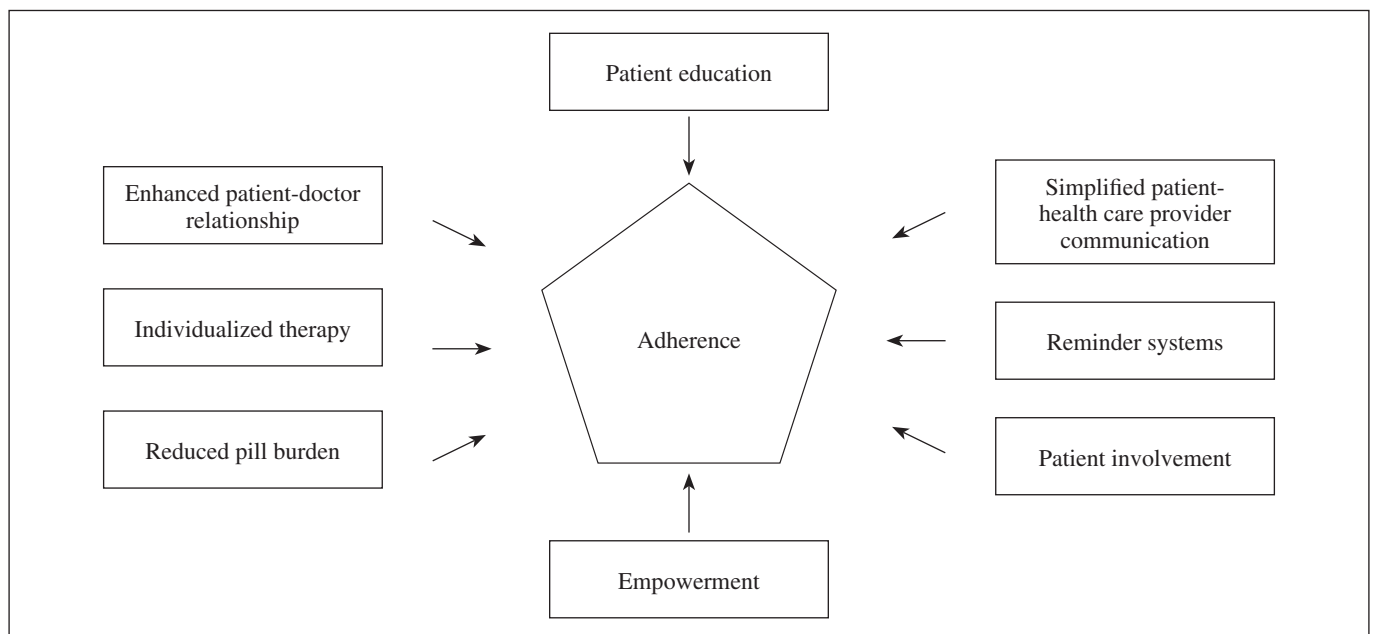 Patient education
Enhanced patient-doctor
relationship
Simplified patient-
health care provider
communication
Individualized therapy
Adherence
Reminder systems
Reduced pill burden
Patient involvement
Empowerment